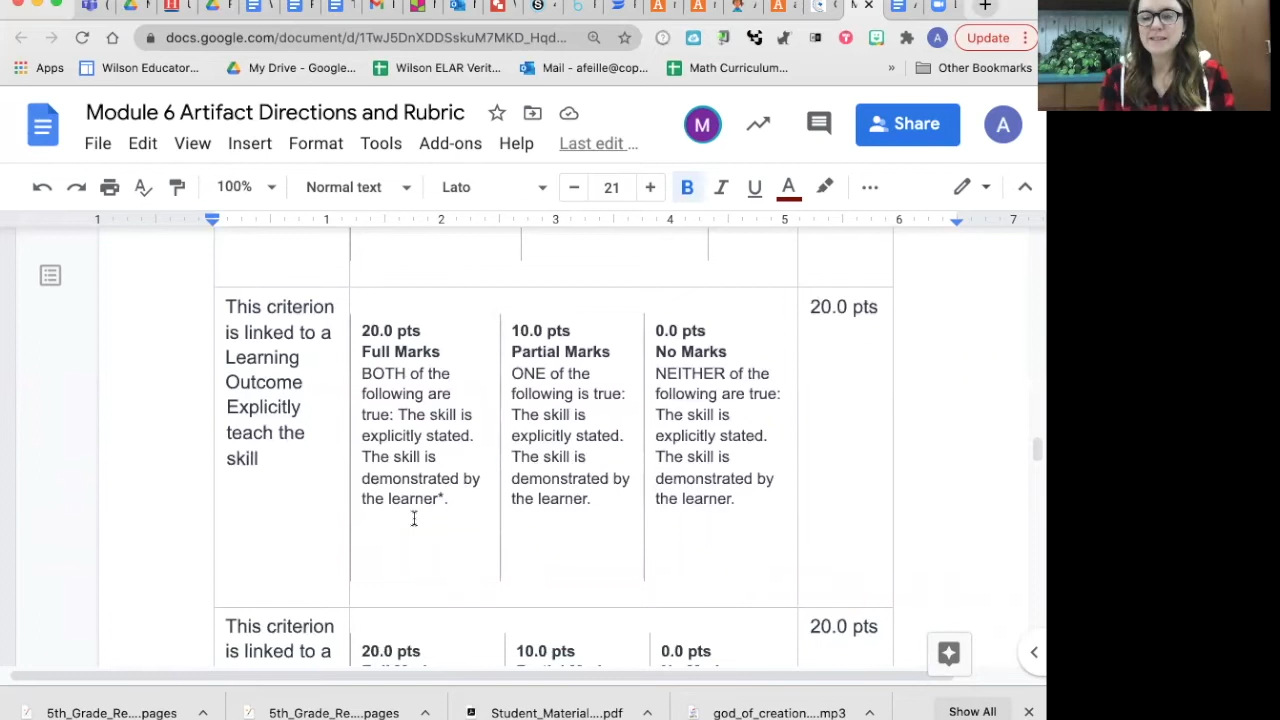 docs.google.com/document/d/1TwJ5DnXDDSskuM7MKD_Hqd...
Update
Apps
Wilson Educator...
My Drive - Google...
Wilson ELAR Verit...
Mail - afeille@cop...
Math Curriculum...
»
Other Bookmarks
Module 6 Artifact Directions and Rubric
M
Share
A
File Edit View Insert Format Tools Add-ons Help Last edit ...
100% Normal text Lato - 21 + B I U A ...
1 1 2 3 4 5 6 7
This criterion
is linked to a
Learning
Outcome
Explicitly
teach the
skill
20.0 pts
Full Marks
BOTH of the
following are
true: The skill is
explicitly stated.
The skill is
demonstrated by
the learner*.
10.0 pts
Partial Marks
ONE of the
following is true:
The skill is
explicitly stated.
The skill is
demonstrated by
the learner.
0.0 pts
No Marks
NEITHER of the
following are true:
The skill is
explicitly stated.
The skill is
demonstrated by
the learner.
20.0 pts
This criterion
is linked to a
20.0 pts
10.0 pts
0.0 pts
20.0 pts
5th_Grade_Re....pages
5th_Grade_Re....pages
Student_Material....pdf
god_of_creation....mp3
Show All